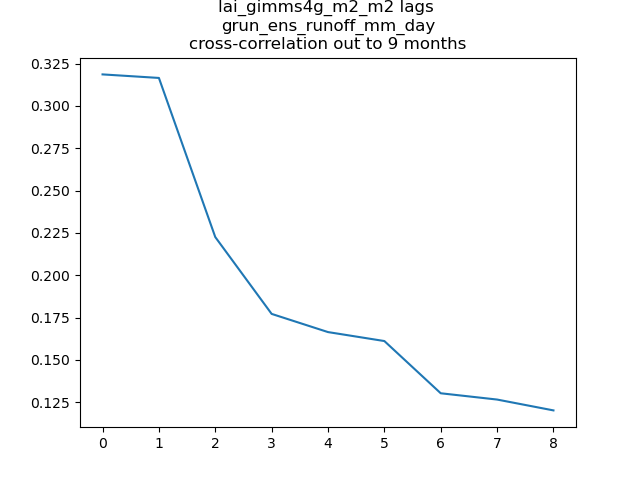 lai_gimms4g_m2_m2 lags
grun_ens_runoff_mm_day
cross-correlation out to 9 months
0.325
0.300
0.275
0.250
0.225
0.200
0.175
0.150
0.125
0 1 2 3 4 5 6 7 8